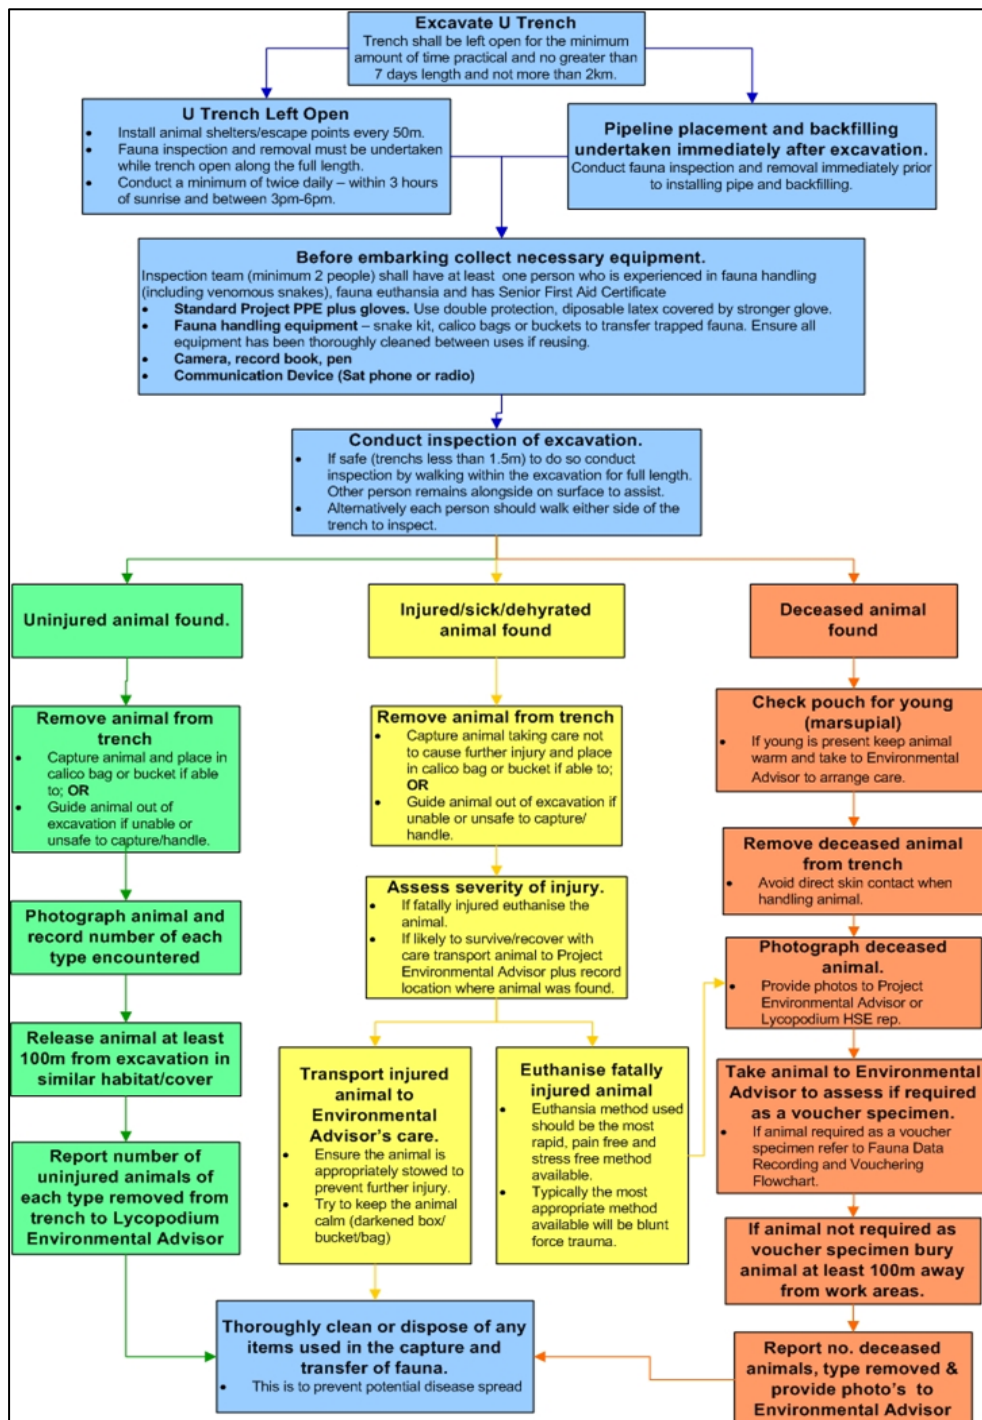 Excavate U Trench
Trench shall be left open for the minimum
amount of time practical and no greater than
7 days length and not more than 2km.
U Trench Left Open
• Install animal shelters/escape points every 50m.
• Fauna inspection and removal must be undertaken
while trench open along the full length.
• Conduct a minimum of twice daily – within 3 hours
of sunrise and between 3pm-6pm.
Pipeline placement and backfilling
undertaken immediately after excavation.
Conduct fauna inspection and removal immediately prior
to installing pipe and backfilling.
Before embarking collect necessary equipment.
Inspection team (minimum 2 people) shall have at least one person who is experienced in fauna handling
(including venomous snakes), fauna euthansia and has Senior First Aid Certificate
• Standard Project PPE plus gloves. Use double protection, diposable latex covered by stronger glove.
• Fauna handling equipment – snake kit, calico bags or buckets to transfer trapped fauna. Ensure all
equipment has been thoroughly cleaned between uses if reusing.
• Camera, record book, pen
• Communication Device (Sat phone or radio)
Conduct inspection of excavation.
• If safe (trenchs less than 1.5m) to do so conduct
inspection by walking within the excavation for full length.
Other person remains alongside on surface to assist.
• Alternatively each person should walk either side of the
trench to inspect.
Uninjured animal found.
Remove animal from
trench
• Capture animal and place in
calico bag or bucket if able
to; OR
• Guide animal out of
excavation if unable or
unsafe to capture/handle.
Photograph animal and
record number of each
type encountered
Release animal at least
100m from excavation in
similar habitat/cover
Report number of
uninjured animals of
each type removed from
trench to Lycopodium
Environmental Advisor
Injured/sick/dehyrated
animal found
Remove animal from trench
• Capture animal taking care not
to cause further injury and place
in calico bag or bucket if able to;
OR
• Guide animal out of excavation if
unable or unsafe to capture/
handle.
Assess severity of injury.
• If fatally injured euthanise the
animal.
• If likely to survive/recover with
care transport animal to Project
Environmental Advisor plus record
location where animal was found.
Transport injured
animal to
Environmental
Advisor's care.
• Ensure the animal is
appropriately stowed to
prevent further injury.
• Try to keep the animal
calm (darkened box/
bucket/bag)
Euthanise fatally
injured animal
• Euthansia method used
should be the most
rapid, pain free and
stress free method
available.
• Typically the most
appropriate method
available will be blunt
force trauma.
Deceased animal
found
Check pouch for young
(marsupial)
• If young is present keep animal
warm and take to Environmental
Advisor to arrange care.
Remove deceased animal
from trench
• Avoid direct skin contact when
handling animal.
Photograph deceased
animal.
• Provide photos to Project
Environmental Advisor or
Lycopodium HSE rep.
Take animal to Environmental
Advisor to assess if required
as a voucher specimen.
• If animal required as a voucher
specimen refer to Fauna Data
Recording and Vouchering
Flowchart.
If animal not required as
voucher specimen bury
animal at least 100m away
from work areas.
Report no. deceased
animals, type removed &
provide photo's to
Environmental Advisor
Thoroughly clean or dispose of any
items used in the capture and
transfer of fauna.
• This is to prevent potential disease spread